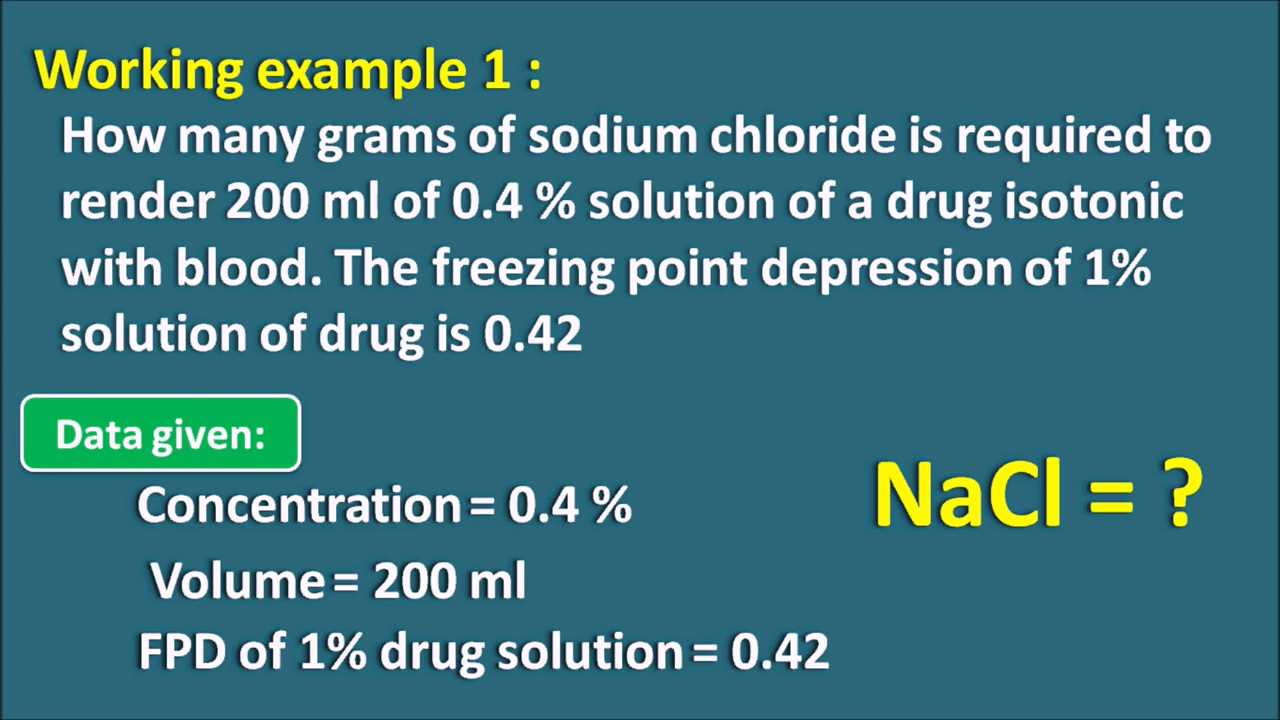 Working example 1 :
How many grams of sodium chloride is required to
render 200 ml of 0.4 % solution of a drug isotonic
with blood. The freezing point depression of 1%
solution of drug is 0.42
Data given:
Concentration = 0.4 %
Volume = 200 ml
FPD of 1% drug solution = 0.42
NaCl = ?